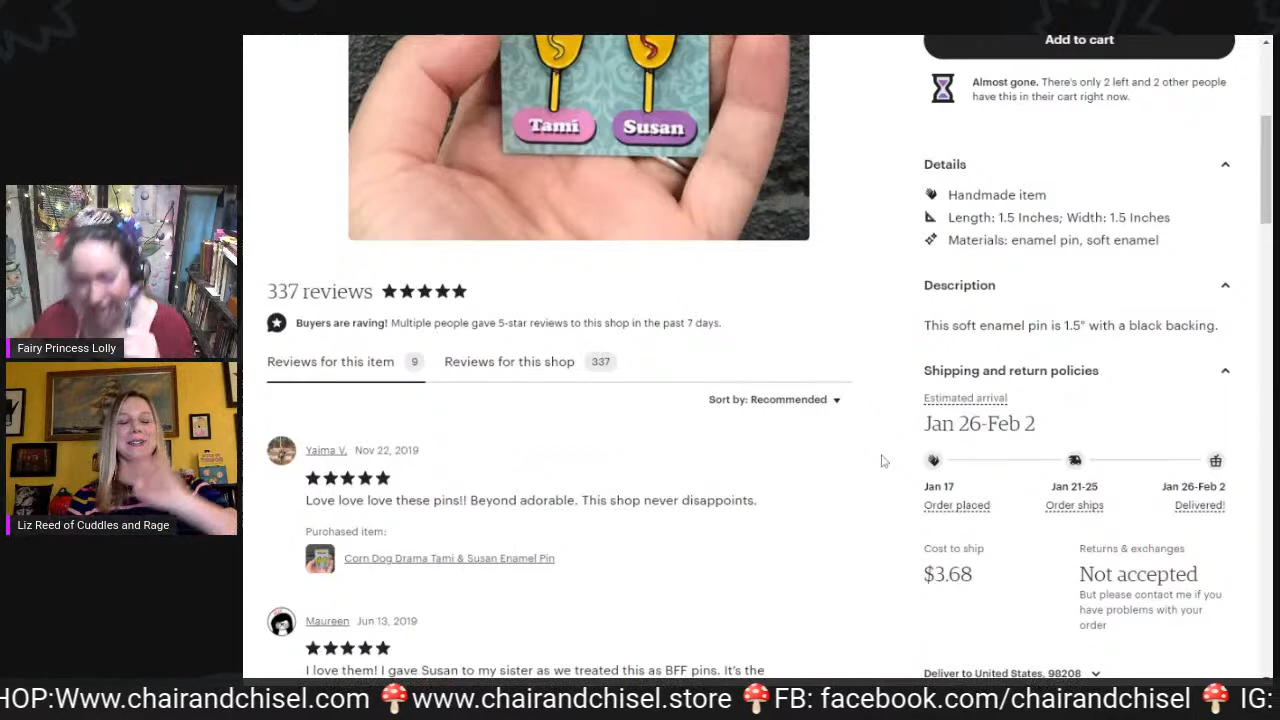 Add to cart
Almost gone. There's only 2 left and 2 other people
have this in their cart right now.
Tami
Susan
Details
Handmade item
Length: 1.5 Inches; Width: 1.5 Inches
Materials: enamel pin, soft enamel
337 reviews
Description
Buyers are raving! Multiple people gave 5-star reviews to this shop in the past 7 days.
This soft enamel pin is 1.5" with a black backing.
Fairy Princess Lolly
Reviews for this item 9 Reviews for this shop 337
Shipping and return policies
Estimated arrival
Sort by: Recommended
Jan 26-Feb 2
Yaima V. Nov 22, 2019
Love love love these pins!! Beyond adorable. This shop never disappoints.
Jan 17 Jan 21-25 Jan 26-Feb 2
Order placed Order ships Delivered!
Liz Reed of Cuddles and Rage
Purchased item:
Corn Dog Drama Tami & Susan Enamel Pin
Cost to ship
$3.68
Returns & exchanges
Not accepted
But please contact me if you
have problems with your
order
Maureen Jun 13, 2019
I love them! I gave Susan to my sister as we treated this as BFF pins. It's the
Deliver to United States, 98208
HOP:Www.chairandchisel.com www.chairandchisel.store FB: facebook.com/chairandchisel IG: